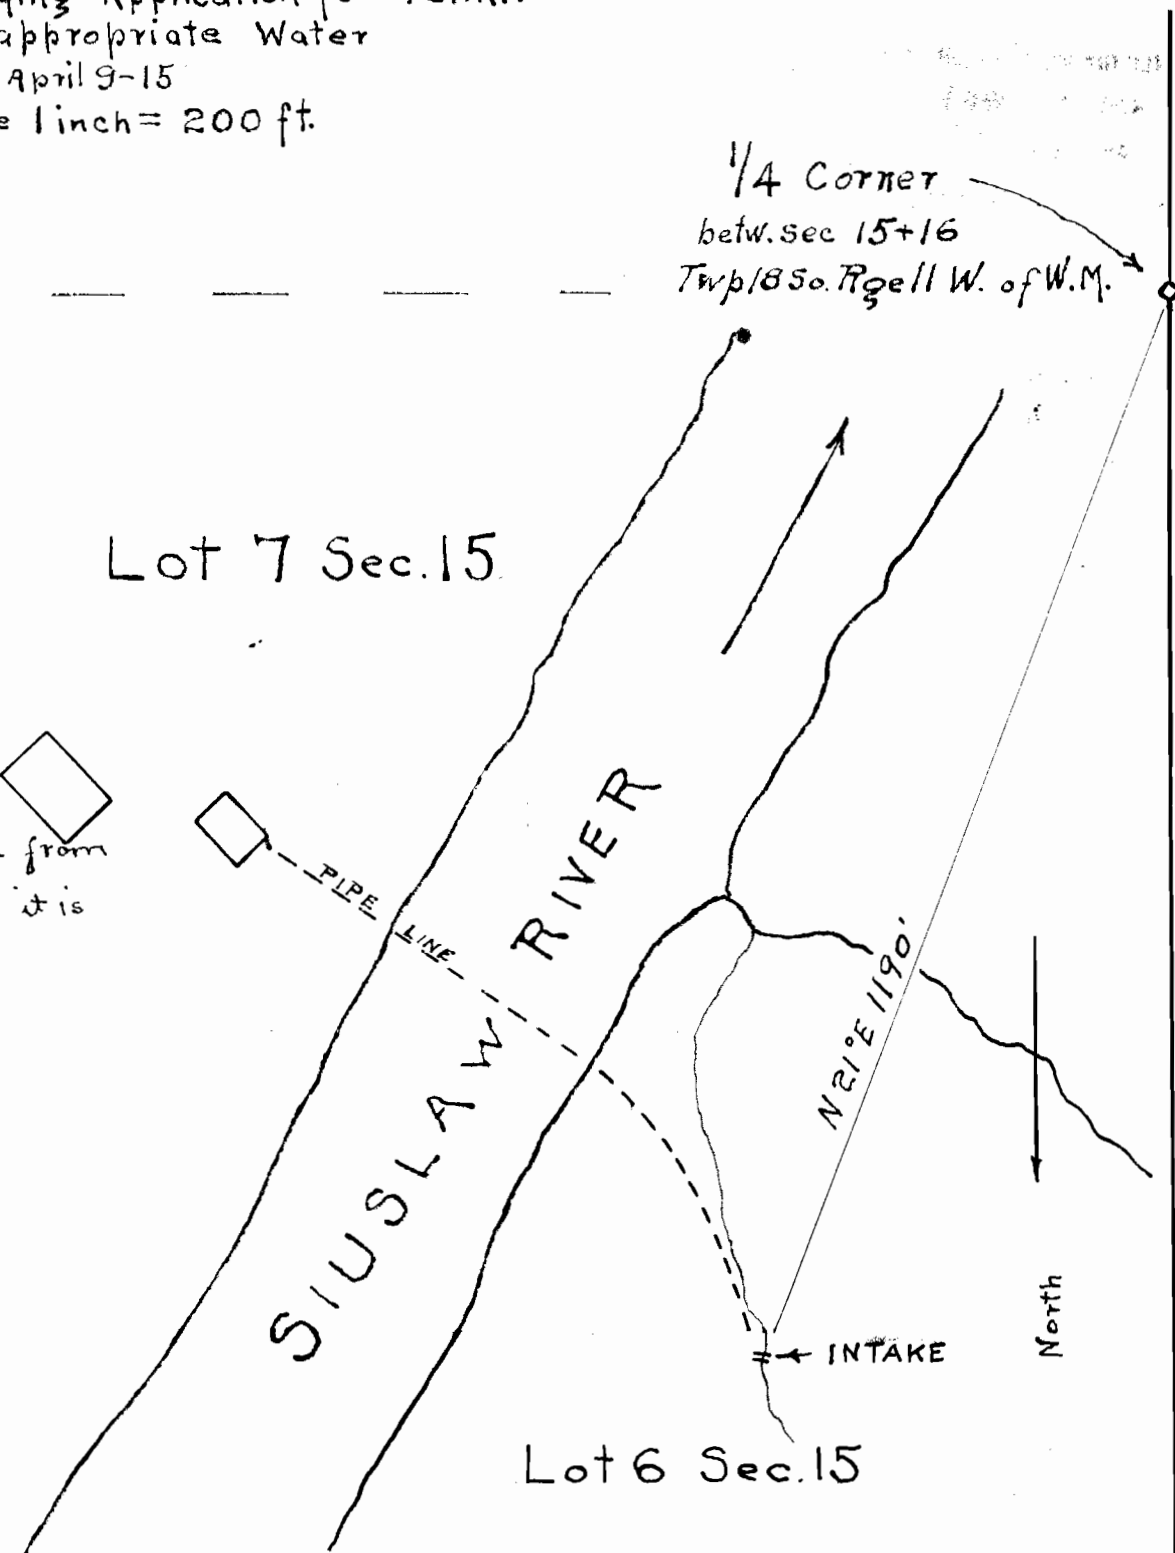 Application
appropriate Water
April 9-15
1 inch = 200 ft.
1/4 Corner
betw. sec 15+16
Twp 18 So. Rge 11 W. of W.M.
Lot 7 Sec. 15
from
it is
PIPE LINE
SIUSLAW RIVER
N 21° E 1190'
North
INTAKE
Lot 6 Sec. 15